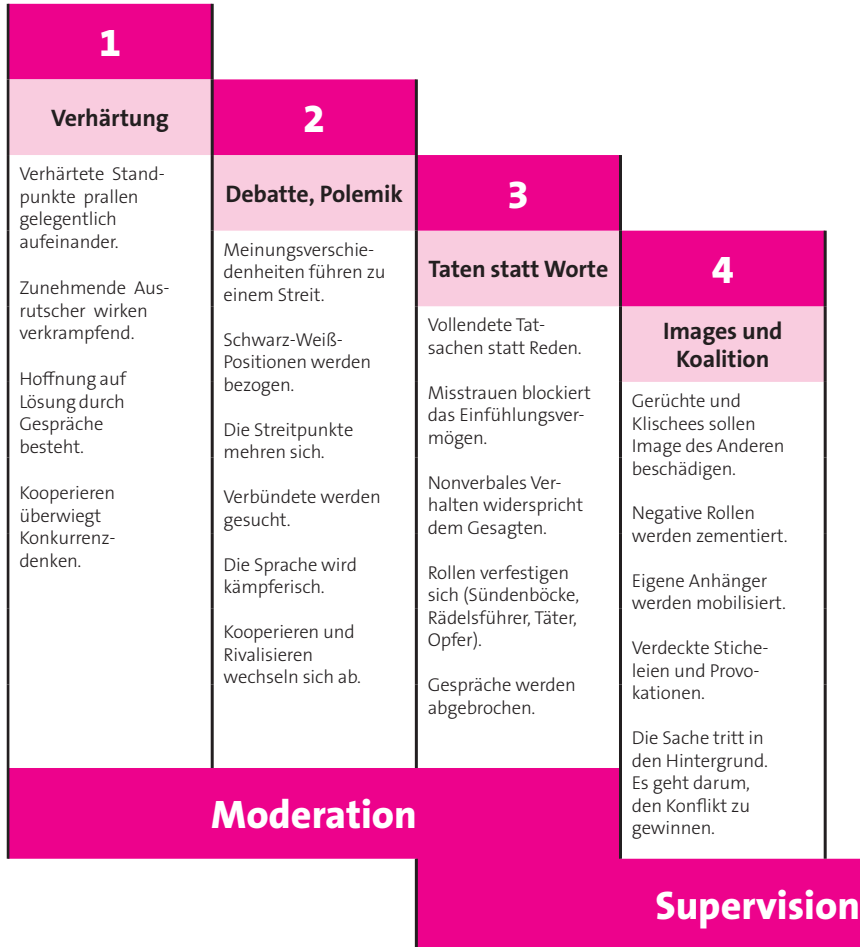 1
Verhärtung
Verhärtete Stand-
punkte prallen
gelegentlich
aufeinander.
Zunehmende Aus-
rutscher wirken
verkrampfend.
Hoffnung auf
Lösung durch
Gespräche
besteht.
Kooperieren
überwiegt
Konkurrenz-
denken.
2
Debatte, Polemik
Meinungsverschie-
denheiten führen zu
einem Streit.
Schwarz-Weiß-
Positionen werden
bezogen.
Die Streitpunkte
mehren sich.
Verbündete werden
gesucht.
Die Sprache wird
kämpferisch.
Kooperieren und
Rivalisieren
wechseln sich ab.
3
Taten statt Worte
Vollendete Tat-
sachen statt Reden.
Misstrauen blockiert
das Einfühlungsver-
mögen.
Nonverbales Ver-
halten widerspricht
dem Gesagten.
Rollen verfestigen
sich (Sündenböcke,
Rädelsführer, Täter,
Opfer).
Gespräche werden
abgebrochen.
4
Images und
Koalition
Gerüchte und
Klischees sollen
Image des Anderen
beschädigen.
Negative Rollen
werden zementiert.
Eigene Anhänger
werden mobilisiert.
Verdeckte Stiche-
leien und Provo-
kationen.
Die Sache tritt in
den Hintergrund.
Es geht darum,
den Konflikt zu
gewinnen.
Moderation
Supervision